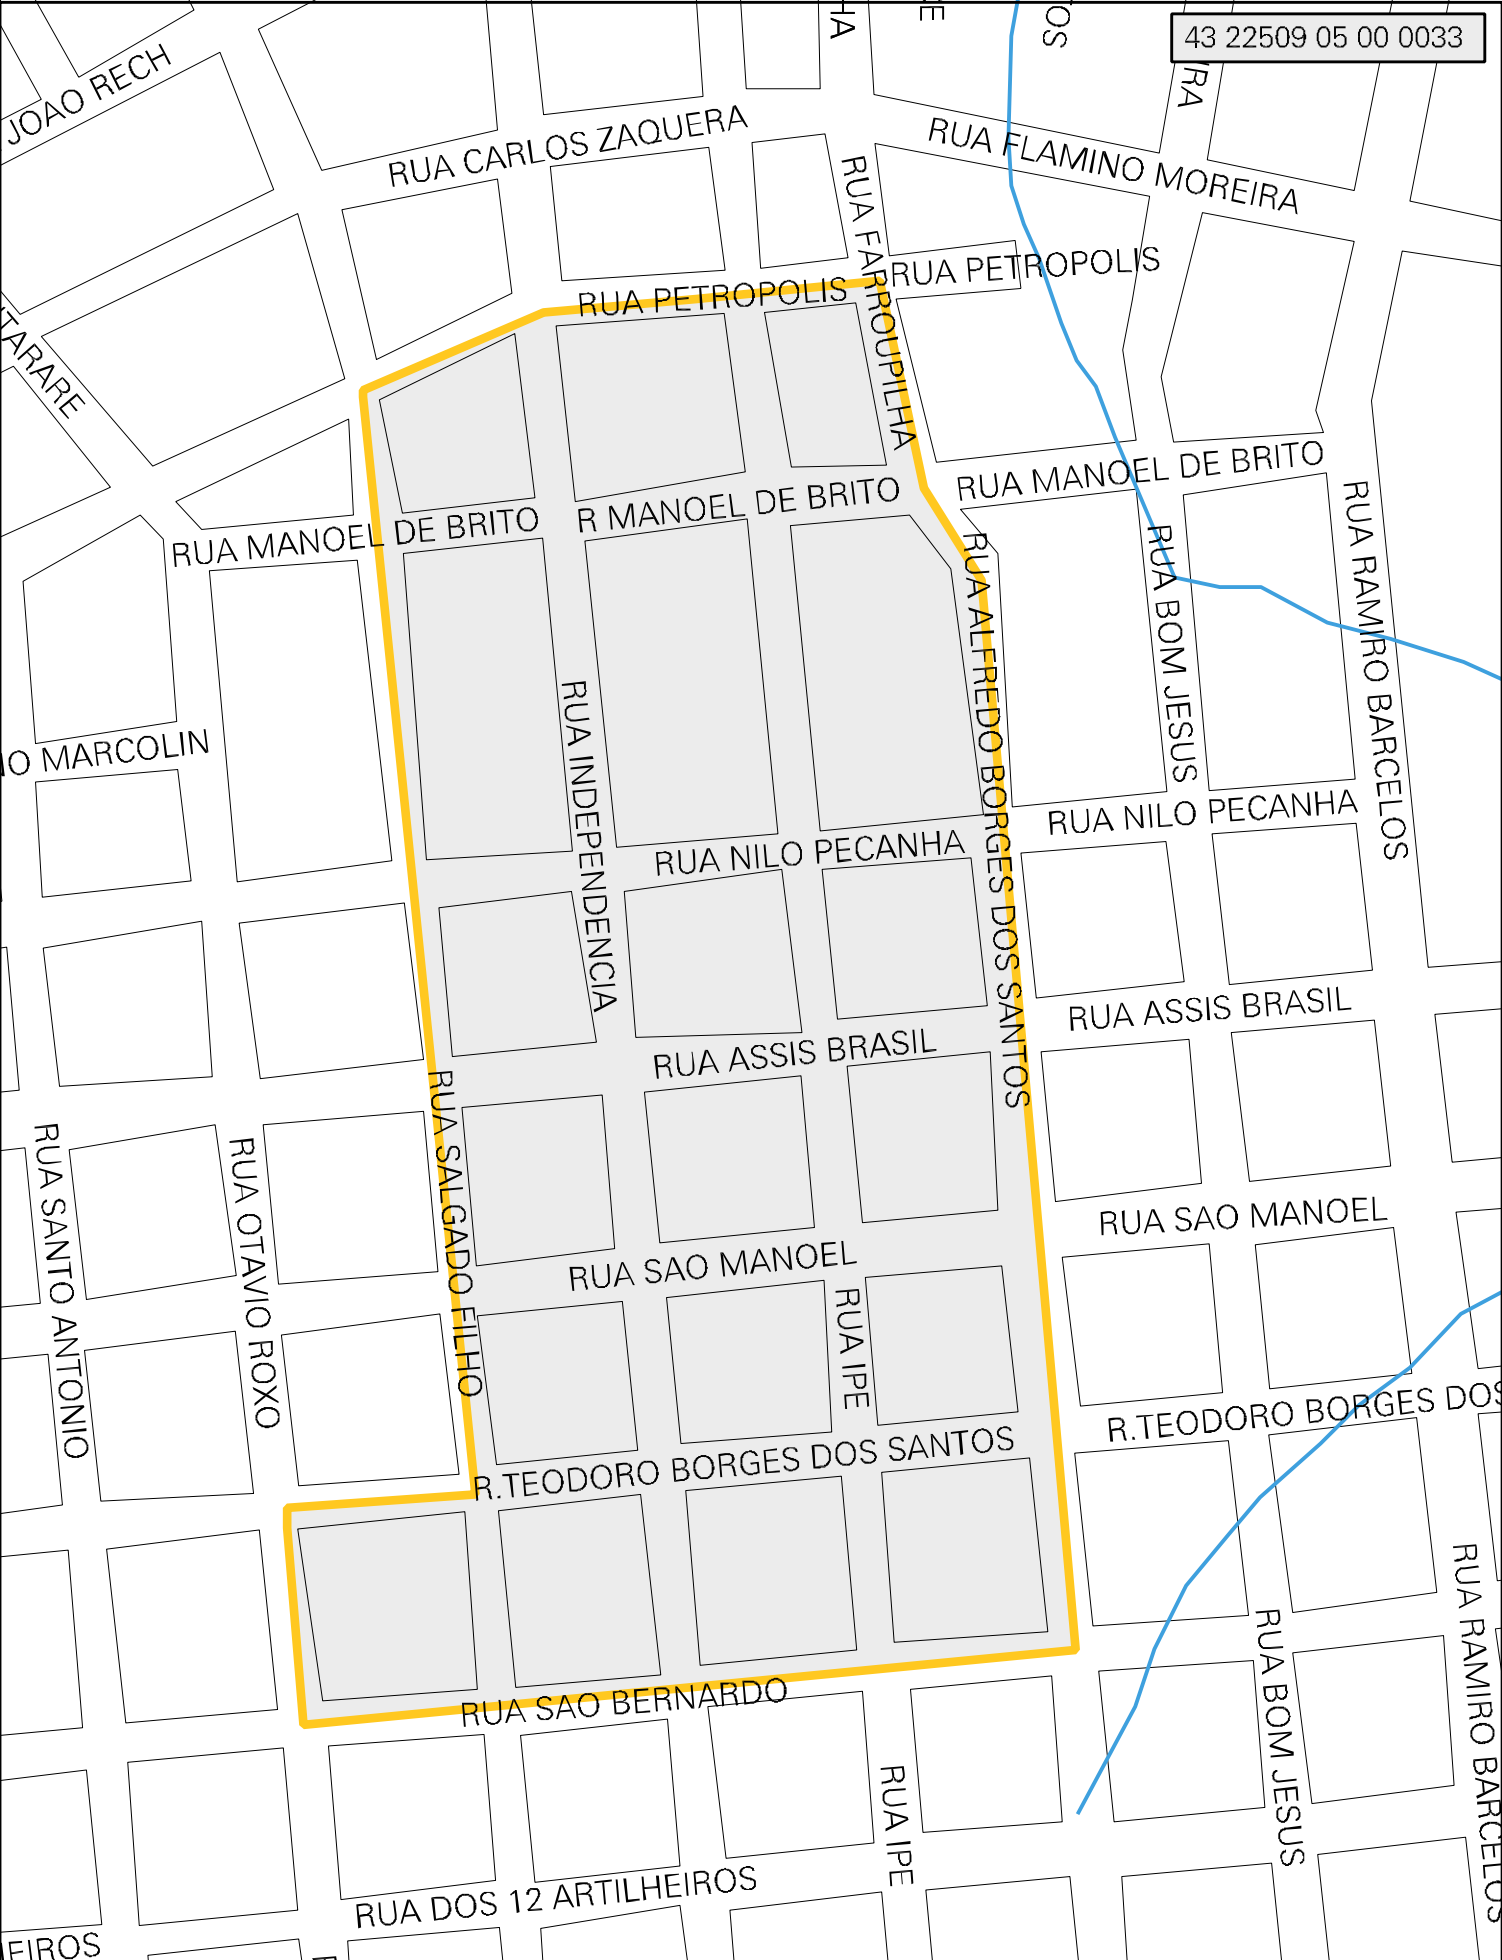 43 22509 05 00 0033
JOAO RECH
RUA CARLOS ZAQUERA
RUA FLAMINO MOREIRA
RUA FARROUPILHA
RUA PETROPOLIS
RUA PETROPOLIS
RUA MANOEL DE BRITO
R MANOEL DE BRITO
RUA MANOEL DE BRITO
RUA ALFREDO BORGES DOS SANTOS
RUA BOM JESUS
RUA RAMIRO BARCELOS
RUA INDEPENDENCIA
MARCOLIN
RUA NILO PECANHA
RUA NILO PECANHA
RUA ASSIS BRASIL
RUA ASSIS BRASIL
RUA SANTO ANTONIO
RUA OTAVIO ROXO
RUA SALGADO FILHO
RUA SAO MANOEL
RUA SAO MANOEL
RUA IPE
R.TEODORO BORGES DOS SANTOS
R.TEODORO BORGES DOS
RUA SAO BERNARDO
RUA BOM JESUS
RUA RAMIRO BARCELOS
RUA IPE
RUA DOS 12 ARTILHEIROS
EIROS